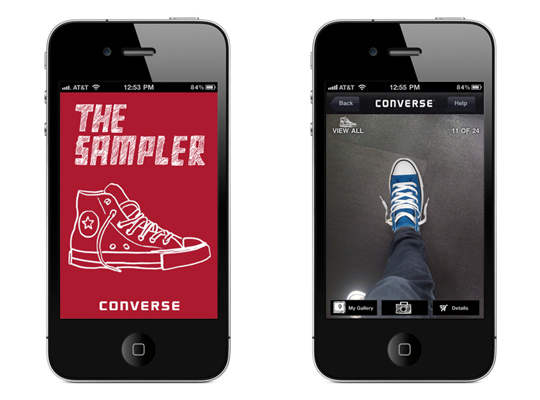 AT&T 12:53 PM 84%
THE
SAMPLER
CONVERSE
AT&T 12:55 PM 84%
Back CONVERSE Help
VIEW ALL 11 OF 24
My Gallery Details